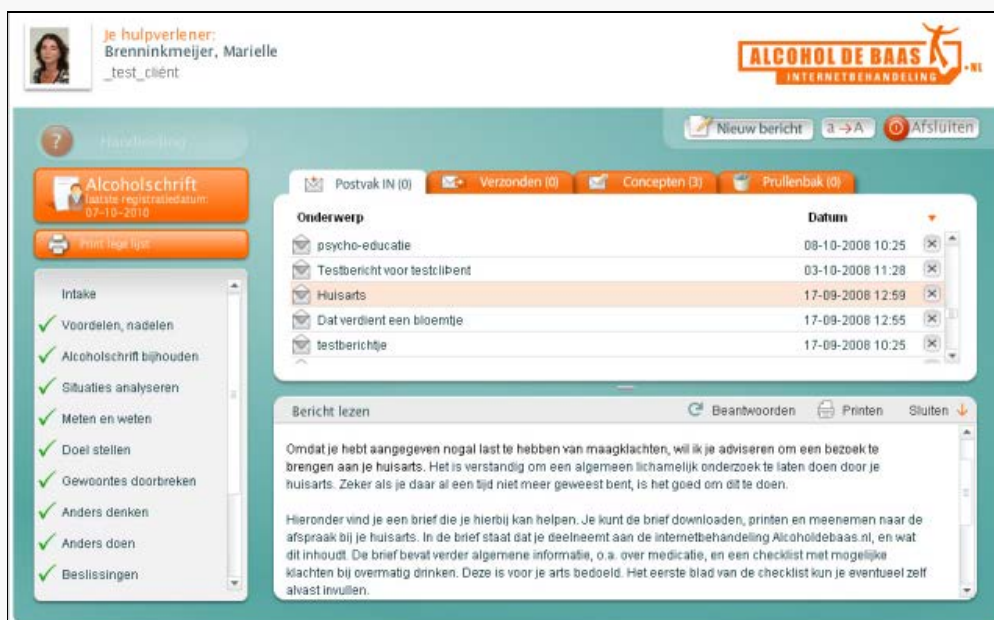 Je hulpverlener:
Brenninkmeijer, Marielle
_test_cliënt
ALCOHOL DE BAAS
.NL
INTERNETBEHANDELING
Nieuw bericht
a→A
Afsluiten
?
Handleiding
Alcoholschrift
laatste registratiedatum:
07-10-2010
Print lege lijst
Intake
Voordelen, nadelen
Alcoholschrift bijhouden
Situaties analyseren
Meten en weten
Doel stellen
Gewoontes doorbreken
Anders denken
Anders doen
Beslissingen
Postvak IN (0)
Verzonden (0)
Concepten (3)
Prullenbak (0)
Onderwerp Datum
psycho-educatie 08-10-2008 10:25
Testbericht voor testcliënt 03-10-2008 11:28
Huisarts 17-09-2008 12:59
Dat verdient een bloemtje 17-09-2008 12:55
testberichtje 17-09-2008 10:25
Bericht lezen Beantwoorden Printen Sluiten
Omdat je hebt aangegeven nogal last te hebben van maagklachten, wil ik je adviseren om een bezoek te
brengen aan je huisarts. Het is verstandig om een algemeen lichamelijk onderzoek te laten doen door je
huisarts. Zeker als je daar al een tijd niet meer geweest bent, is het goed om dit te doen.
Hieronder vind je een brief die je hierbij kan helpen. Je kunt de brief downloaden, printen en meenemen naar de
afspraak bij je huisarts. In de brief staat dat je deelneemt aan de internetbehandeling Alcoholdebaas.nl, en wat
dit inhoudt. De brief bevat verder algemene informatie, o.a. over medicatie, en een checklist met mogelijke
klachten bij overmatig drinken. Deze is voor je arts bedoeld. Het eerste blad van de checklist kun je eventueel zelf
alvast invullen.